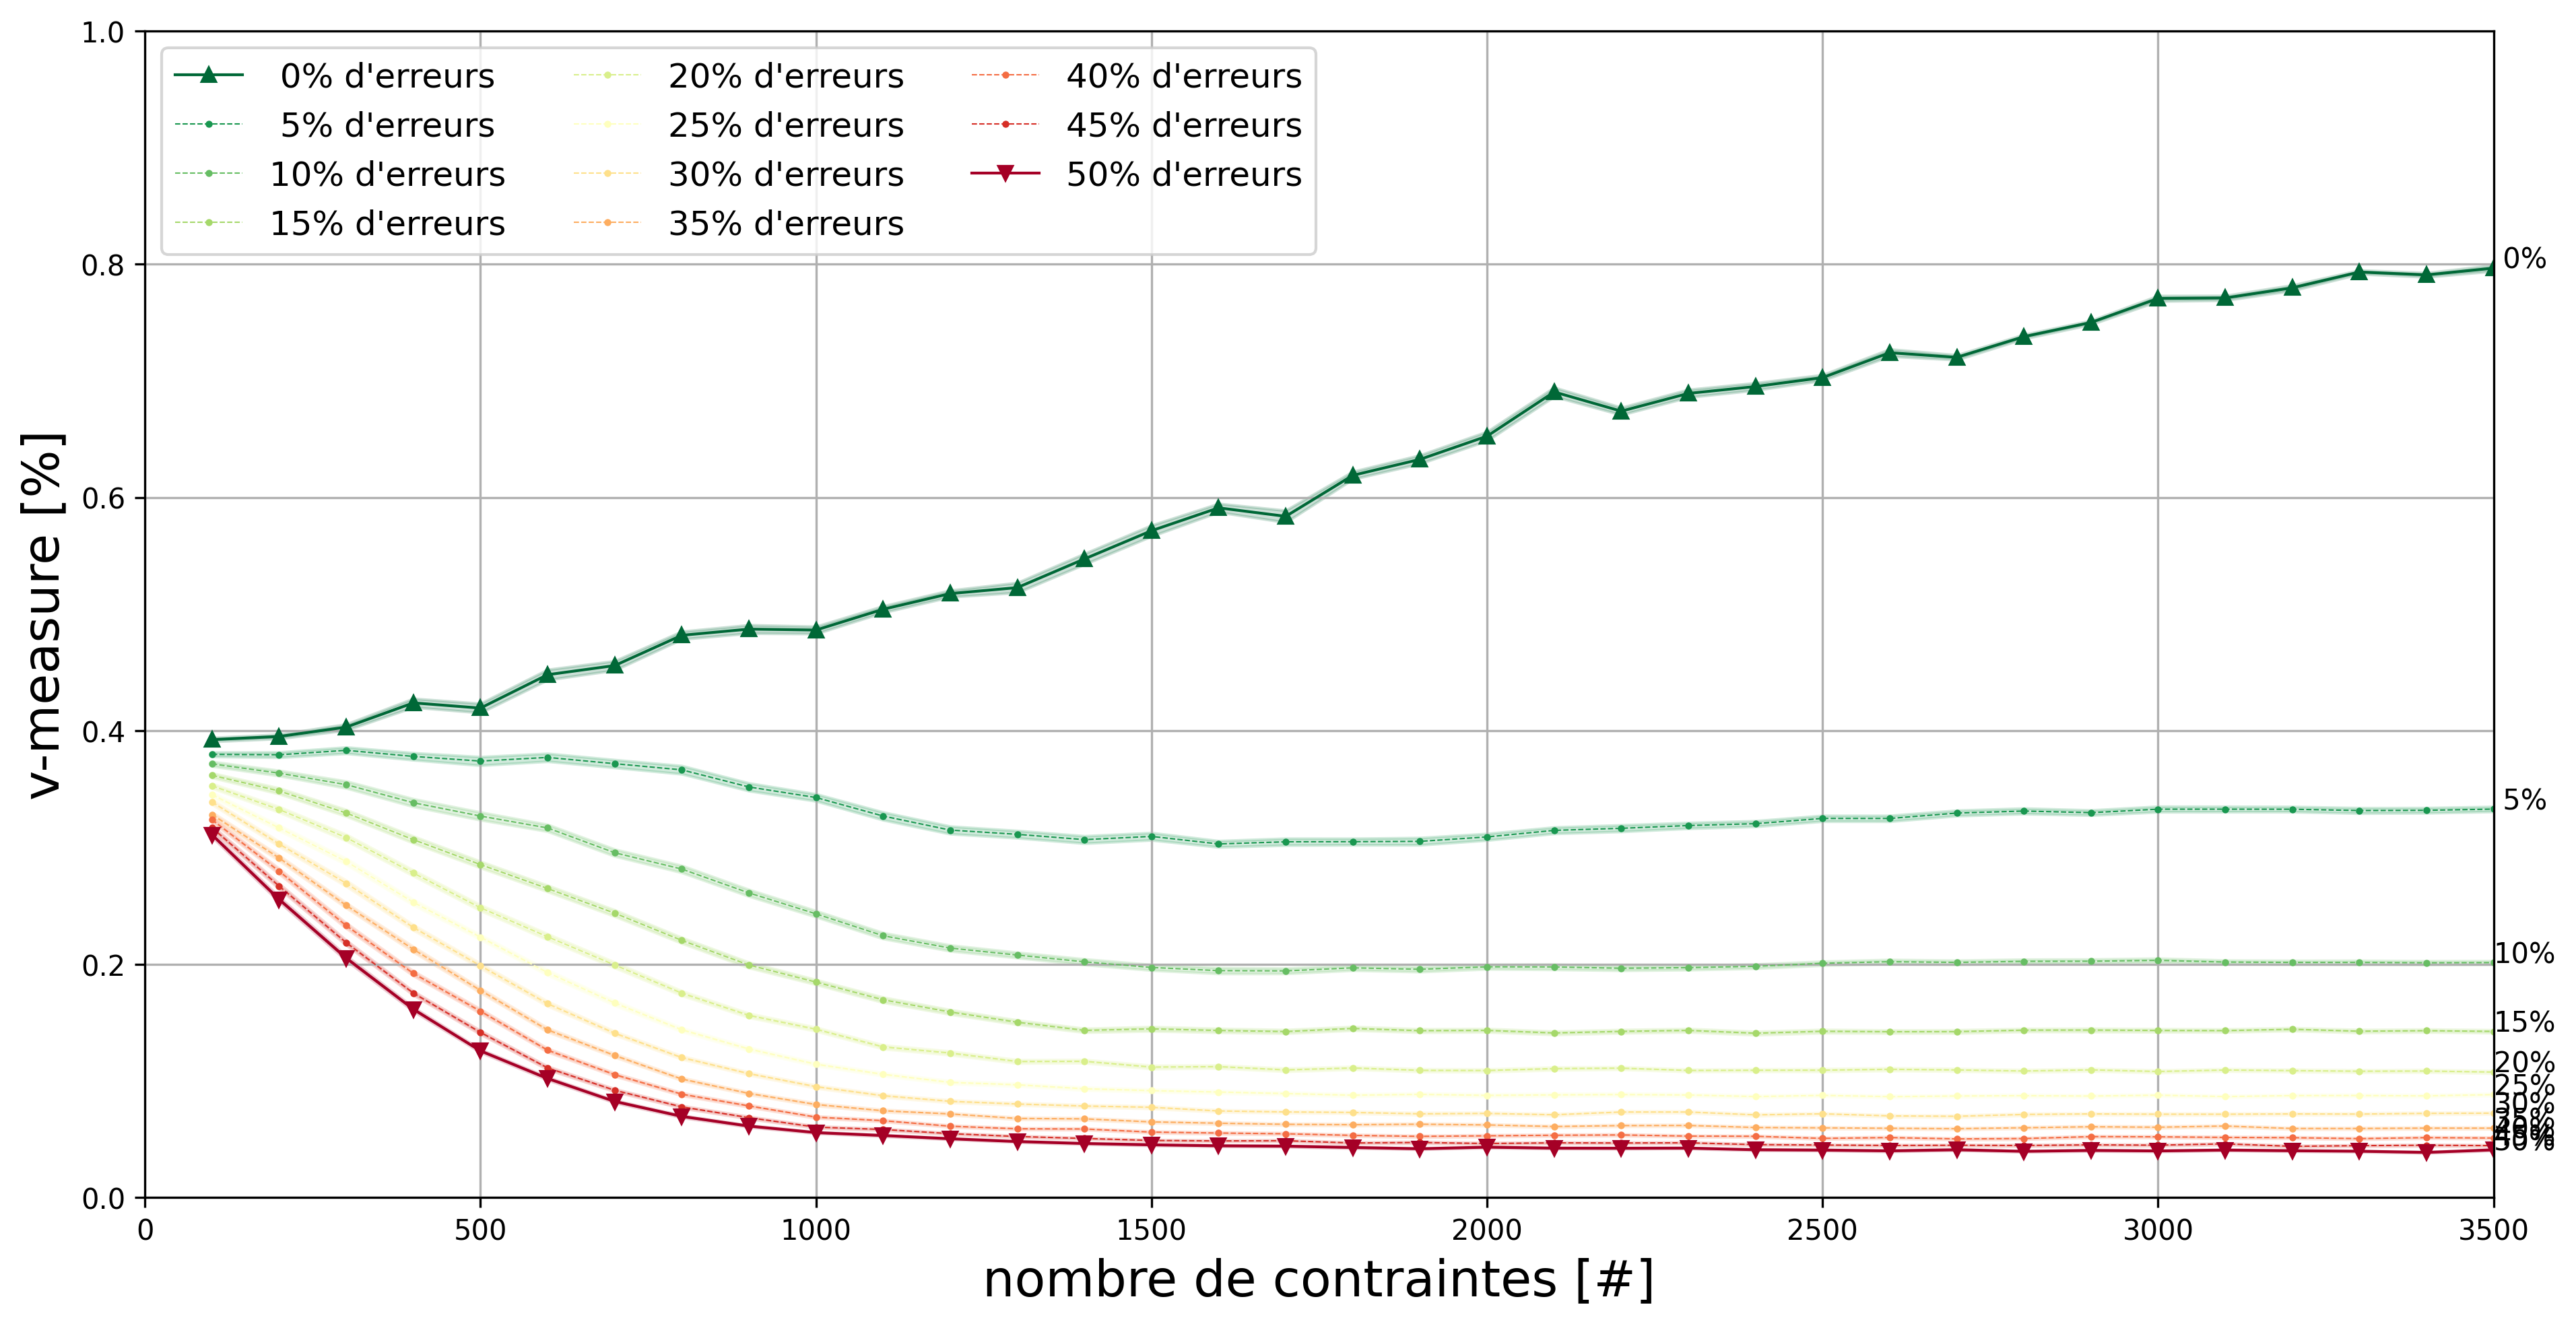 v-measure [%]
1.0
0.8
0.6
0.4
0.2
0.0
0% d'erreurs
5% d'erreurs
10% d'erreurs
15% d'erreurs
20% d'erreurs
25% d'erreurs
30% d'erreurs
35% d'erreurs
40% d'erreurs
45% d'erreurs
50% d'erreurs
0%
5%
10%
15%
20%
25%
30%
50%
0
500
1000
1500
2000
2500
3000
3500
nombre de contraintes [#]